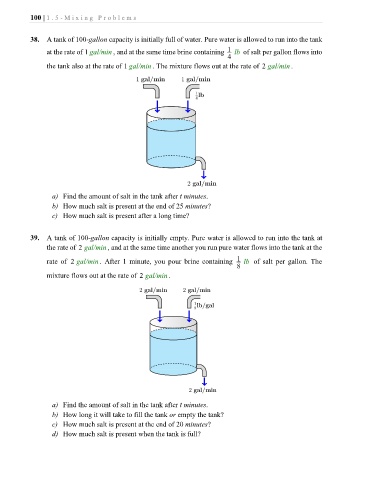 100 | 1.5-Mixing Problems
38. A tank of 100-gallon capacity is initially full of water. Pure water is allowed to run into the tank
at the rate of 1 gal/min , and at the same time brine containing 1/4 lb of salt per gallon flows into
the tank also at the rate of 1 gal/min . The mixture flows out at the rate of 2 gal/min .
1 gal/min 1 gal/min
2 gal/min
a) Find the amount of salt in the tank after t minutes.
b) How much salt is present at the end of 25 minutes?
c) How much salt is present after a long time?
39. A tank of 100-gallon capacity is initially empty. Pure water is allowed to run into the tank at
the rate of 2 gal/min , and at the same time another you run pure water flows into the tank at the
rate of 2 gal/min . After 1 minute, you pour brine containing 1/8 lb of salt per gallon. The
mixture flows out at the rate of 2 gal/min .
2 gal/min 2 gal/min
lb/gal
2 gal/min
a) Find the amount of salt in the tank after t minutes.
b) How long it will take to fill the tank or empty the tank?
c) How much salt is present at the end of 20 minutes?
d) How much salt is present when the tank is full?